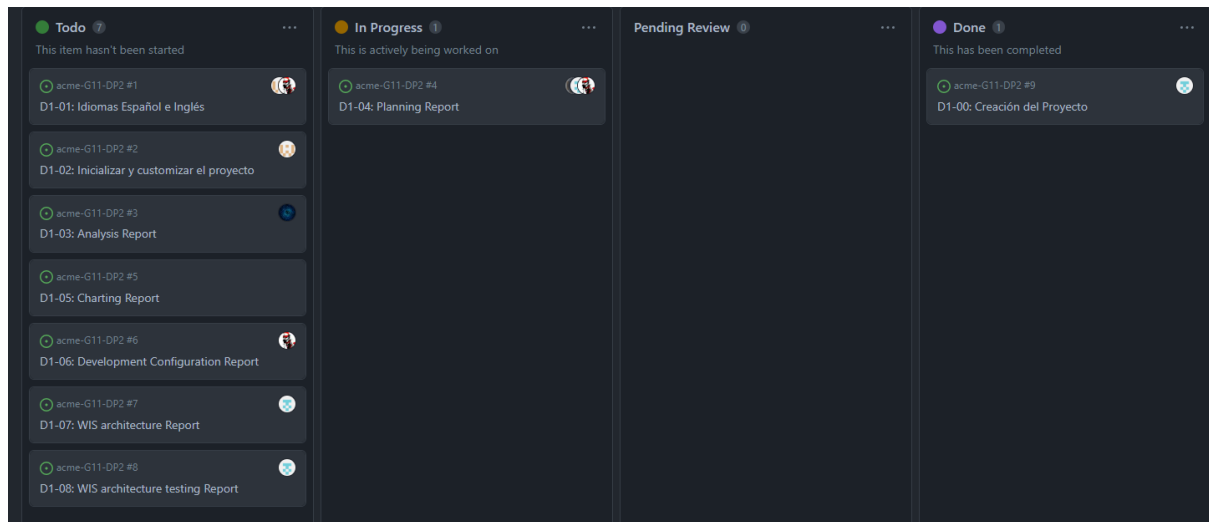 Todo 7
This item hasn't been started
acme-G11-DP2 #1
D1-01: Idiomas Español e Inglés
acme-G11-DP2 #2
D1-02: Inicializar y customizar el proyecto
acme-G11-DP2 #3
D1-03: Analysis Report
acme-G11-DP2 #5
D1-05: Charting Report
acme-G11-DP2 #6
D1-06: Development Configuration Report
acme-G11-DP2 #7
D1-07: WIS architecture Report
acme-G11-DP2 #8
D1-08: WIS architecture testing Report
In Progress 1
This is actively being worked on
acme-G11-DP2 #4
D1-04: Planning Report
Pending Review 0
Done 1
This has been completed
acme-G11-DP2 #9
D1-00: Creación del Proyecto